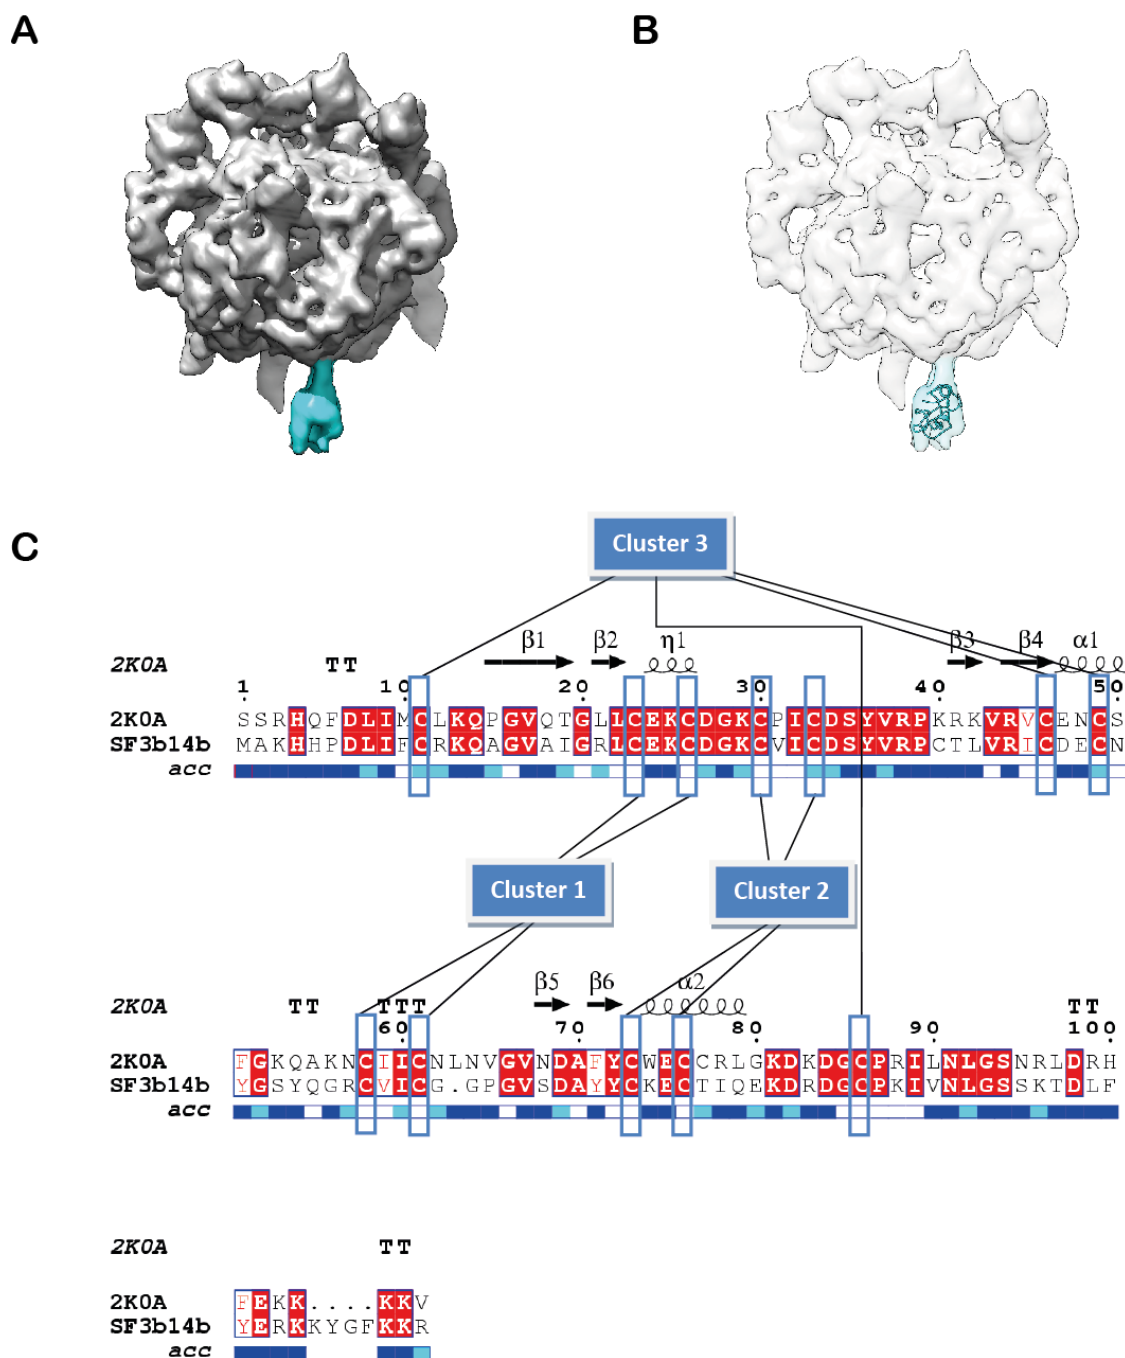 A
B
C
Cluster 3
β1 β2 η1 β3 β4 α1
2K0A TT
1 10 20 30 40 50
2K0A SSRHQFDLIMCLKQPGVQTGLLCEKCDGKCPICDSYVRPKRKVRVCENCS
SF3b14b MAKHHPDLIFCRKQAGVAIGRLCEKCDGKCVICDSYVRPCTLVRICDECN
acc
Cluster 1
Cluster 2
β5 β6 α2
2K0A TT TTT TT
60 70 80 90 100
2K0A FGKQAKNCIICNLNVGVNDAFYCWECCRLGKDKDGCPRILNLGSNRLDRH
SF3b14b YGSYQGRCVICG.GPGVSDAYYCKECTIQEKDRDGCPKIVNLGSSKTDLF
acc
2K0A TT
2K0A FEKK....KKV
SF3b14b YERKKYGFKKR
acc